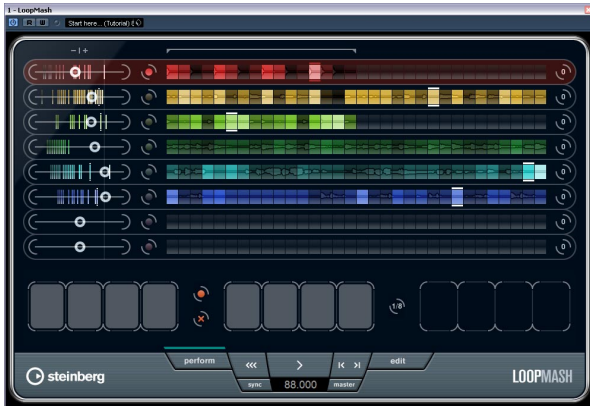 1 - LoopMash
R W Start here... (Tutorial)
- | +
0
0
0
0
0
0
0
0
(1/8)
perform
edit
sync 88.000 master
steinberg
LOOPMASH